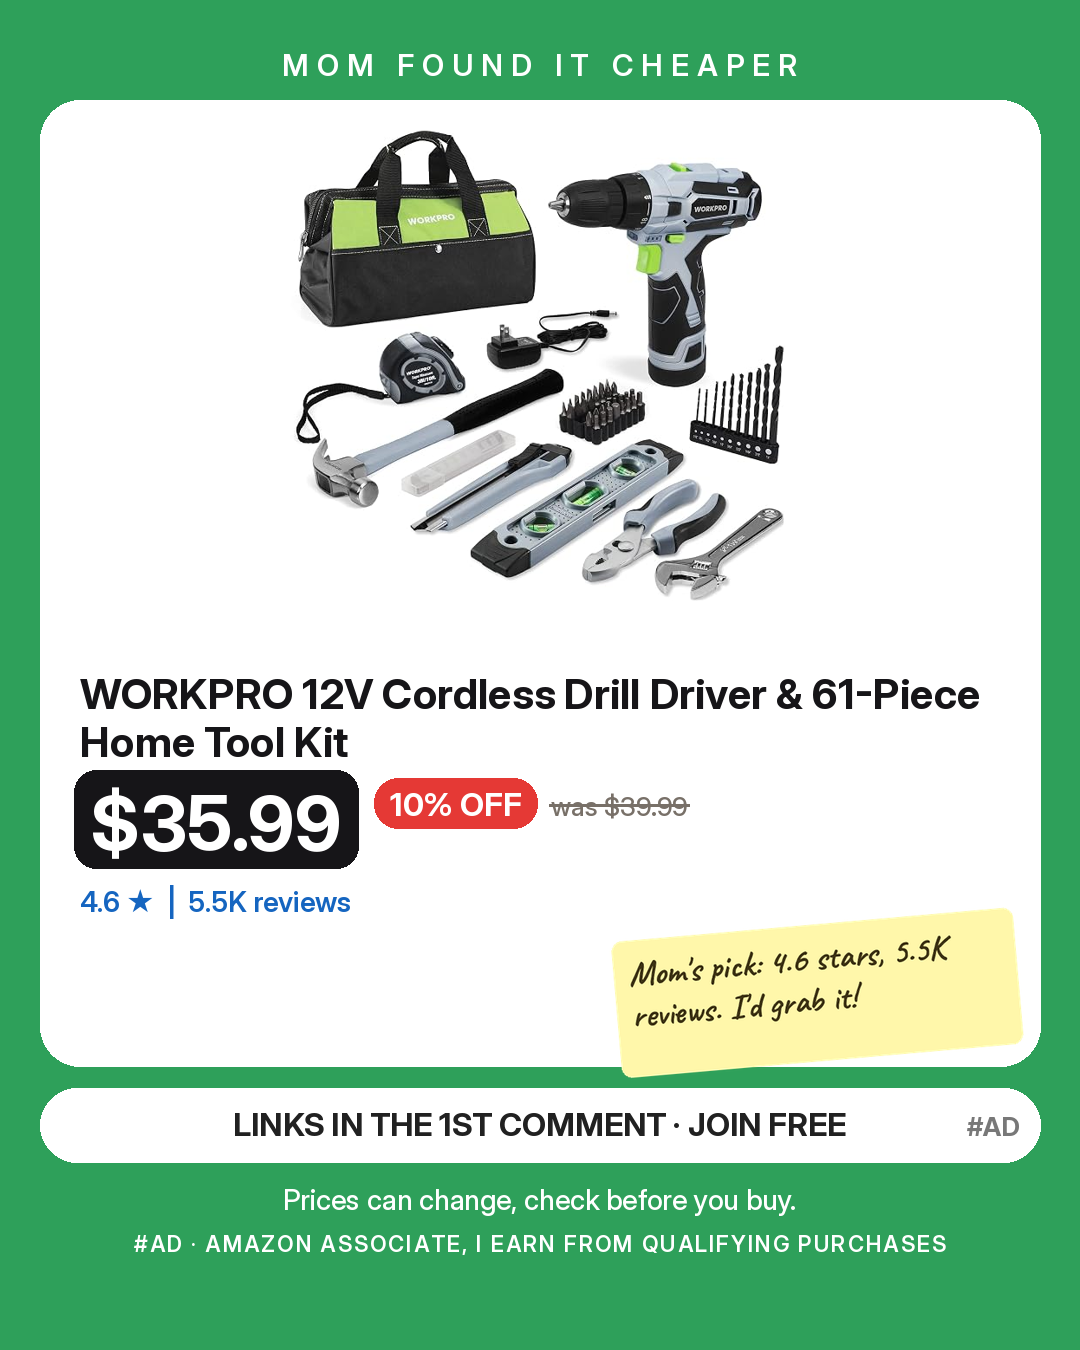 MOM FOUND IT CHEAPER
WORKPRO
WORKPRO
WORKPRO
WORKPRO 12V Cordless Drill Driver & 61-Piece
Home Tool Kit
$35.99
10% OFF
was $39.99
4.6 ★ | 5.5K reviews
Mom's pick: 4.6 stars, 5.5K
reviews. I'd grab it!
LINKS IN THE 1ST COMMENT · JOIN FREE
#AD
Prices can change, check before you buy.
#AD · AMAZON ASSOCIATE, I EARN FROM QUALIFYING PURCHASES